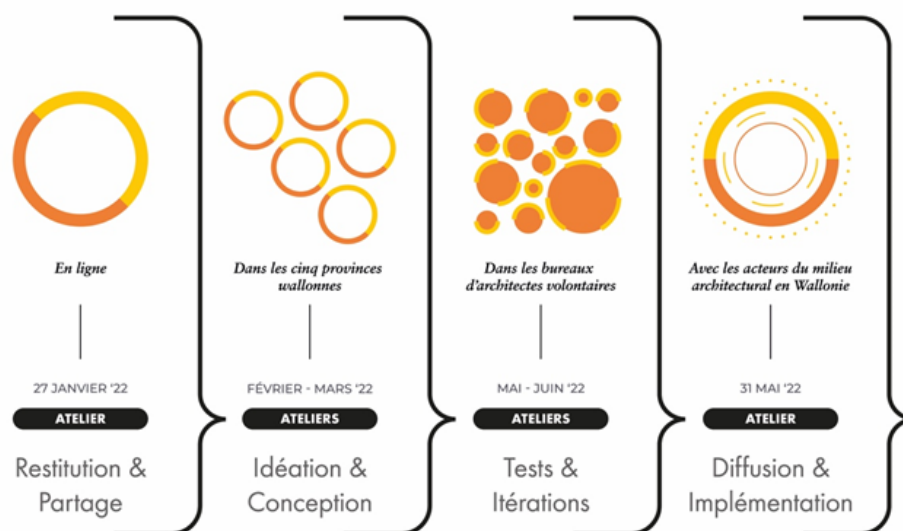 En ligne
27 JANVIER '22
ATELIER
Restitution &
Partage
Dans les cinq provinces
wallonnes
FÉVRIER - MARS '22
ATELIERS
Idéation &
Conception
Dans les bureaux
d'architectes volontaires
MAI - JUIN '22
ATELIERS
Tests &
Itérations
Avec les acteurs du milieu
architectural en Wallonie
31 MAI '22
ATELIER
Diffusion &
Implémentation